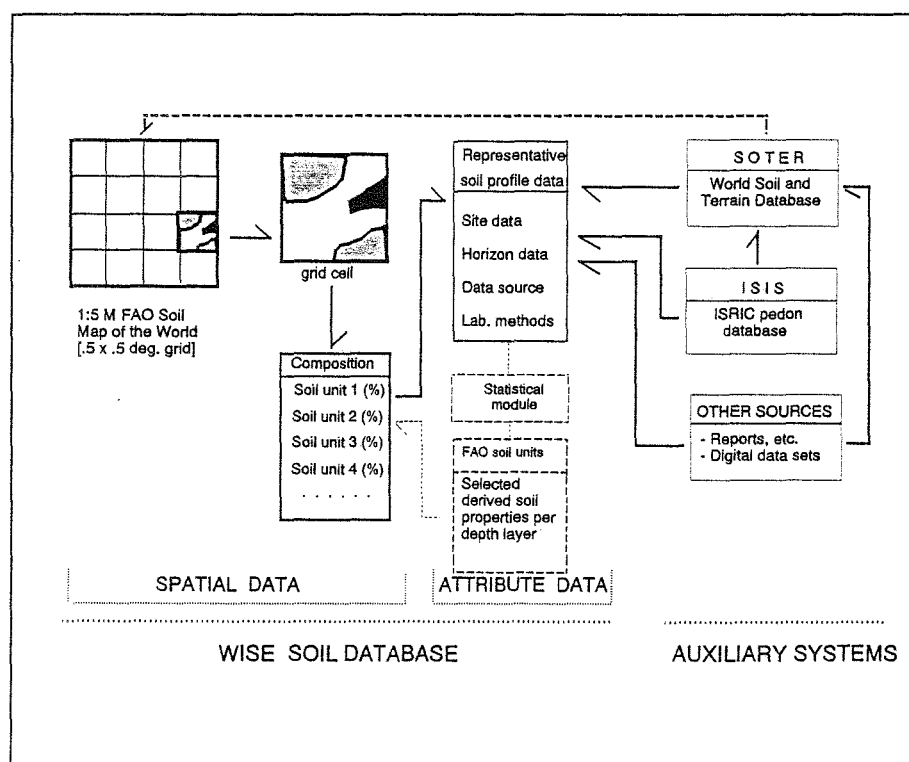 1:5 M FAO Soil
Map of the World
[.5 x .5 deg. grid]
grid cell
Composition
Soil unit 1 (%)
Soil unit 2 (%)
Soil unit 3 (%)
Soil unit 4 (%)
. . . . . .
Representative
soil profile data
Site data
Horizon data
Data source
Lab. methods
Statistical
module
FAO soil units
Selected
derived soil
properties per
depth layer
SOTER
World Soil and
Terrain Database
ISIS
ISRIC pedon
database
OTHER SOURCES
- Reports, etc.
- Digital data sets
SPATIAL DATA
ATTRIBUTE DATA
WISE SOIL DATABASE
AUXILIARY SYSTEMS